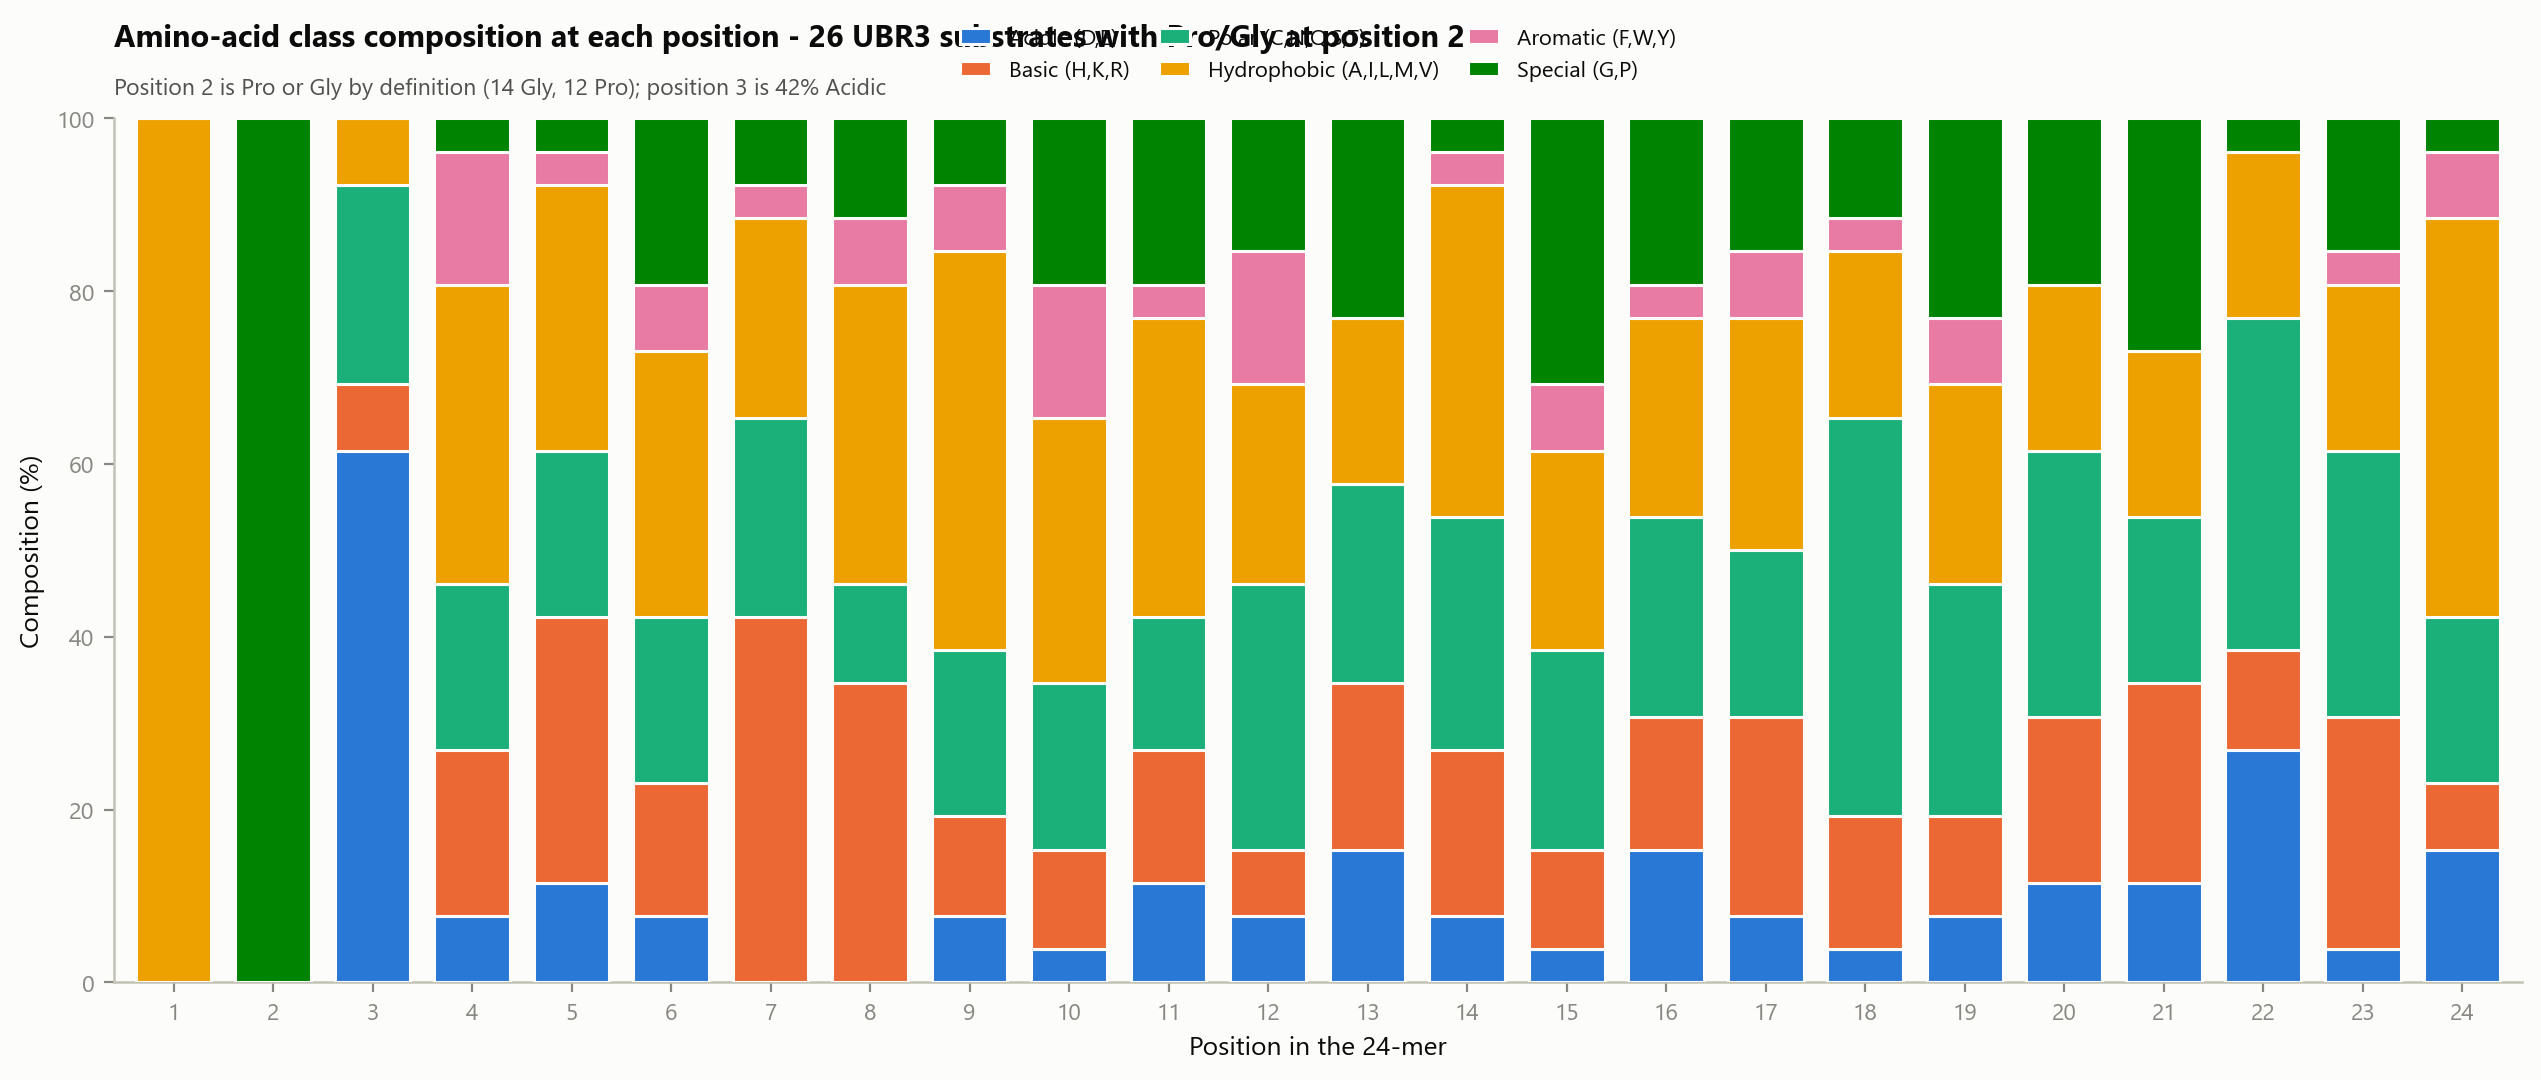 Amino-acid class composition at each position - 26 UBR3 substrates with Pro/Gly at position 2
Position 2 is Pro or Gly by definition (14 Gly, 12 Pro); position 3 is 42% Acidic
Basic (H,K,R)
Hydrophobic (A,I,L,M,V)
Aromatic (F,W,Y)
Special (G,P)
Composition (%)
100
80
60
40
20
0
1 2 3 4 5 6 7 8 9 10 11 12 13 14 15 16 17 18 19 20 21 22 23 24
Position in the 24-mer